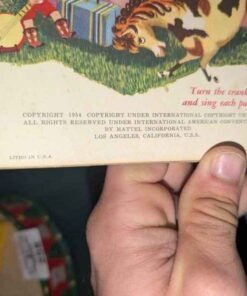 Turn the crank
and sing each pa
COPYRIGHT 1954 COPYRIGHT UNDER INTERNATIONAL COPYRIGHT
ALL RIGHTS RESERVED UNDER INTERNATIONAL AMERICAN CONVENT
BY MATTEL INCORPORATED
LOS ANGELES, CALIFORNIA, U.S.A.
LITHO IN U.S.A.